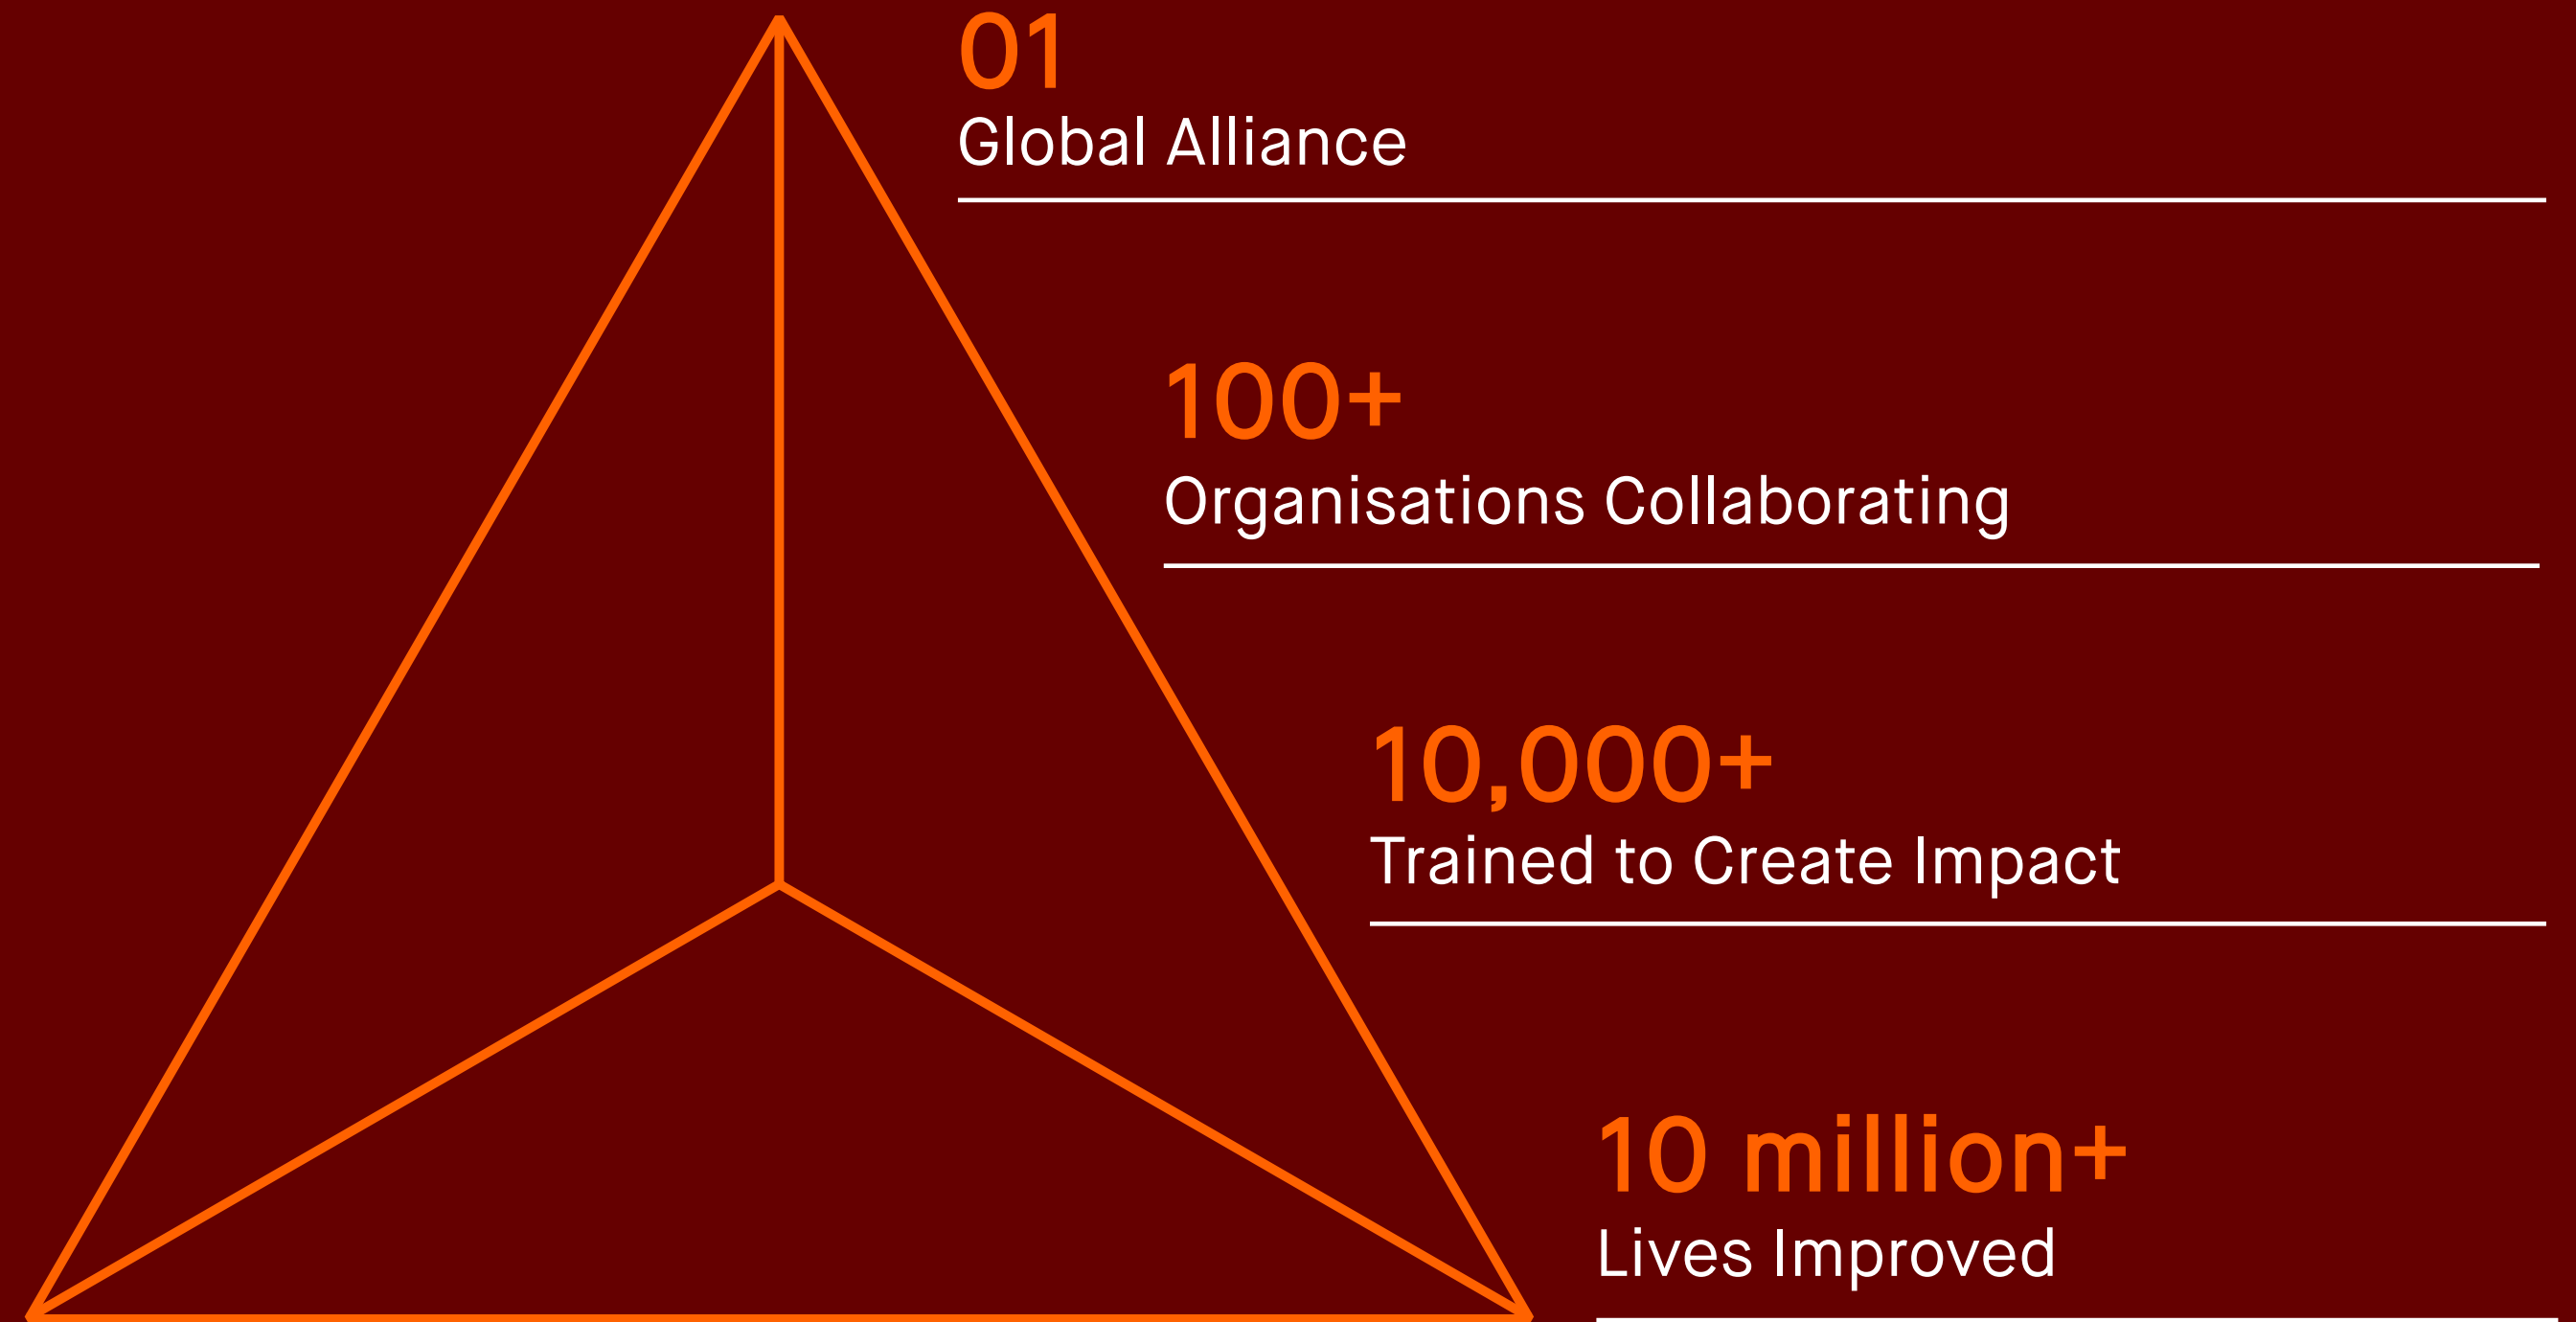 01
Global Alliance
100+
Organisations Collaborating
10,000+
Trained to Create Impact
10 million+
Lives Improved